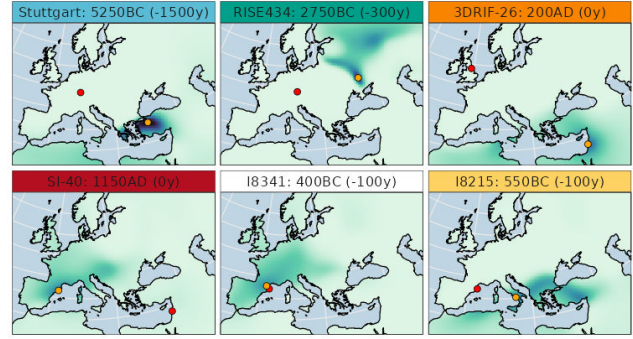 Stuttgart: 5250BC (-1500y)
RISE434: 2750BC (-300y)
3DRIF-26: 200AD (0y)
SI-40: 1150AD (0y)
I8341: 400BC (-100y)
I8215: 550BC (-100y)